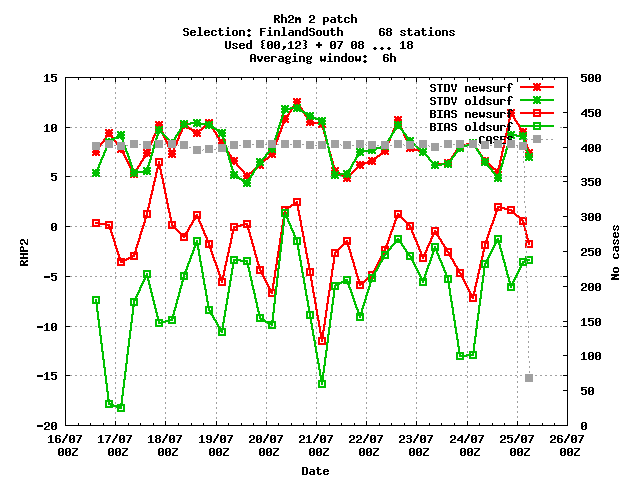 Rh2m 2 patch
Selection: FinlandSouth 68 stations
Used {00,12} + 07 08 ... 18
Averaging window: 6h
STDV newsurf
STDV oldsurf
BIAS newsurf
BIAS oldsurf
cases
15
10
5
0
-5
-10
-15
-20
RHP2
500
450
400
350
300
250
200
150
100
50
0
No cases
16/07 17/07 18/07 19/07 20/07 21/07 22/07 23/07 24/07 25/07 26/07
00Z 00Z 00Z 00Z 00Z 00Z 00Z 00Z 00Z 00Z 00Z
Date